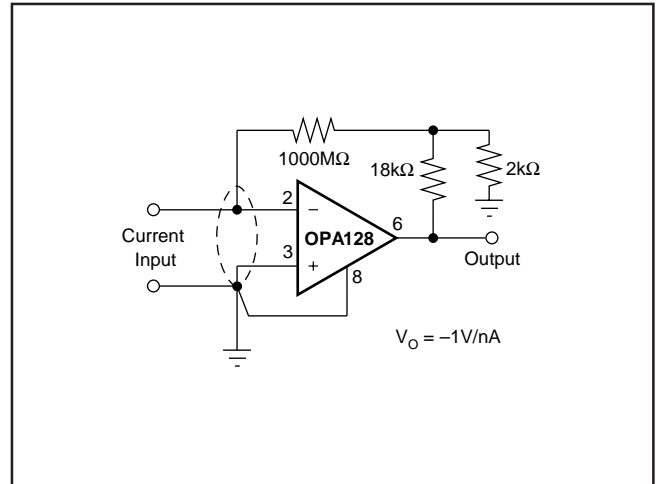 1000MΩ
18kΩ
2kΩ
2
–
6
Current
Input
OPA128
3
+
8
Output
V_O = –1V/nA